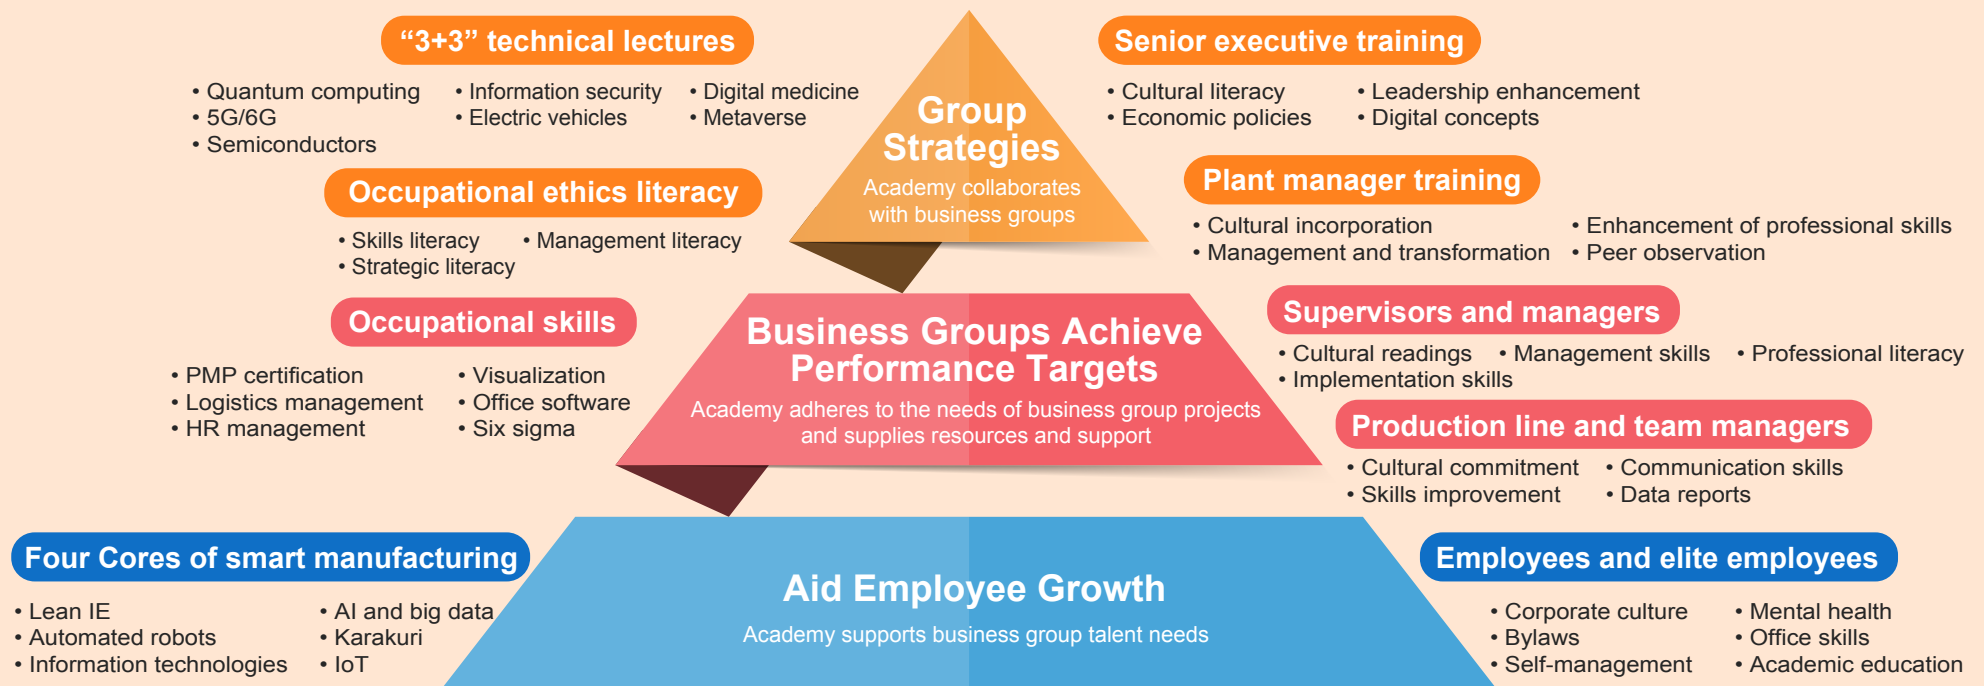 “3+3” technical lectures
• Quantum computing • Information security • Digital medicine
• 5G/6G • Electric vehicles • Metaverse
• Semiconductors
Occupational ethics literacy
• Skills literacy • Management literacy
• Strategic literacy
Occupational skills
• PMP certification • Visualization
• Logistics management • Office software
• HR management • Six sigma
Four Cores of smart manufacturing
• Lean IE • AI and big data
• Automated robots • Karakuri
• Information technologies • IoT
Group
Strategies
Academy collaborates
with business groups
Business Groups Achieve
Performance Targets
Academy adheres to the needs of business group projects
and supplies resources and support
Aid Employee Growth
Academy supports business group talent needs
Senior executive training
• Cultural literacy • Leadership enhancement
• Economic policies • Digital concepts
Plant manager training
• Cultural incorporation • Enhancement of professional skills
• Management and transformation • Peer observation
Supervisors and managers
• Cultural readings • Management skills • Professional literacy
• Implementation skills
Production line and team managers
• Cultural commitment • Communication skills
• Skills improvement • Data reports
Employees and elite employees
• Corporate culture • Mental health
• Bylaws • Office skills
• Self-management • Academic education